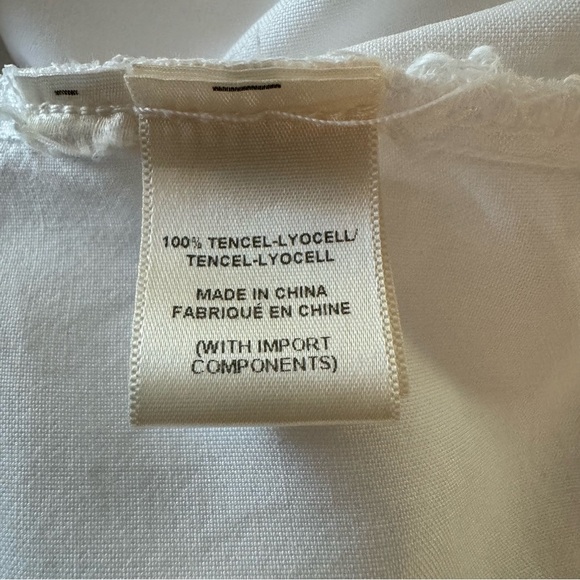 100% TENCEL-LYOCELL/
TENCEL-LYOCELL
MADE IN CHINA
FABRIQUÉ EN CHINE
(WITH IMPORT
COMPONENTS)